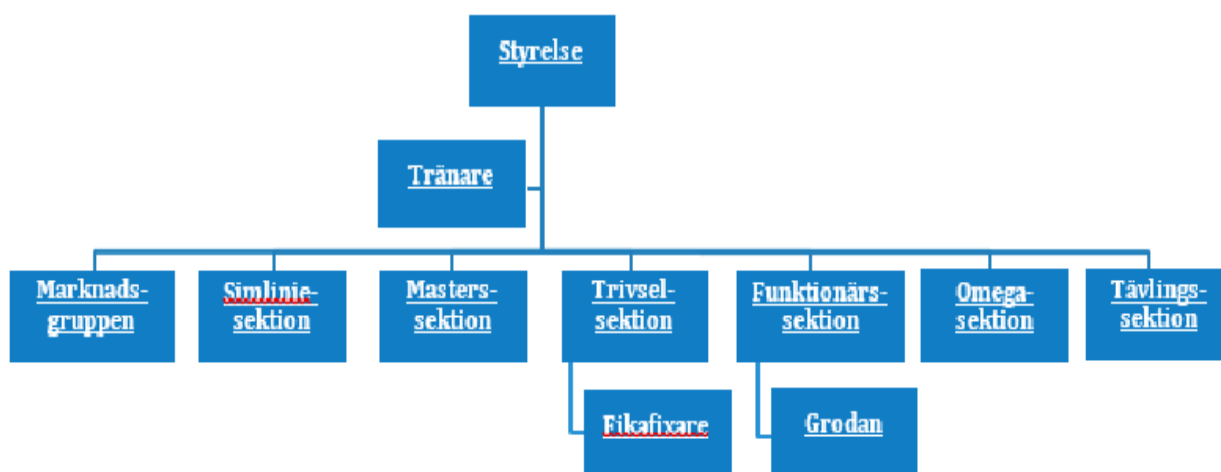 Styrelse
Tränare
Marknads-
gruppen
Simlinie-
sektion
Masters-
sektion
Trivsel-
sektion
Funktionärs-
sektion
Omega-
sektion
Tävlings-
sektion
Fikafixare
Grodan